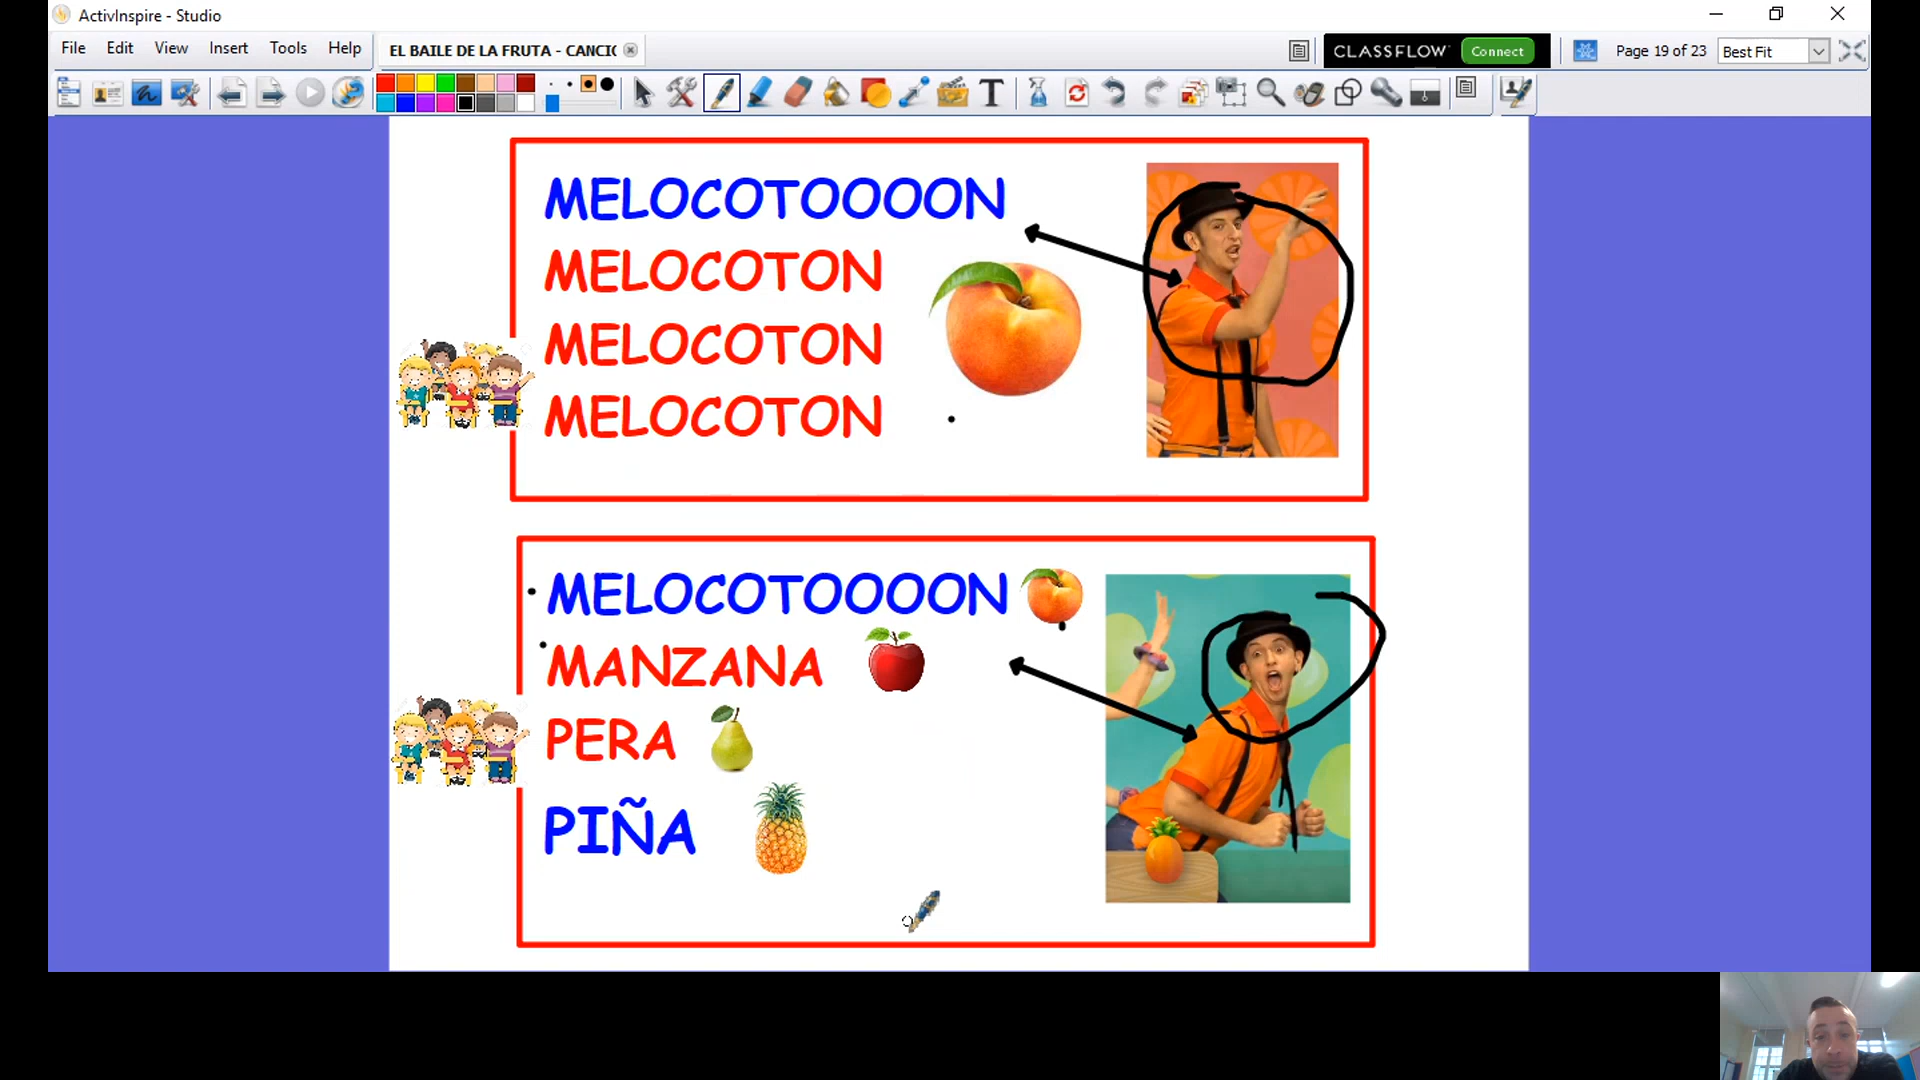 ActivInspire - Studio
File Edit View Insert Tools Help
EL BAILE DE LA FRUTA - CANCIO
CLASSFLOW Connect
Page 19 of 23
Best Fit
MELOCOTOOOON
MELOCOTON
MELOCOTON
MELOCOTON
MELOCOTOOOON
MANZANA
PERA
PIÑA